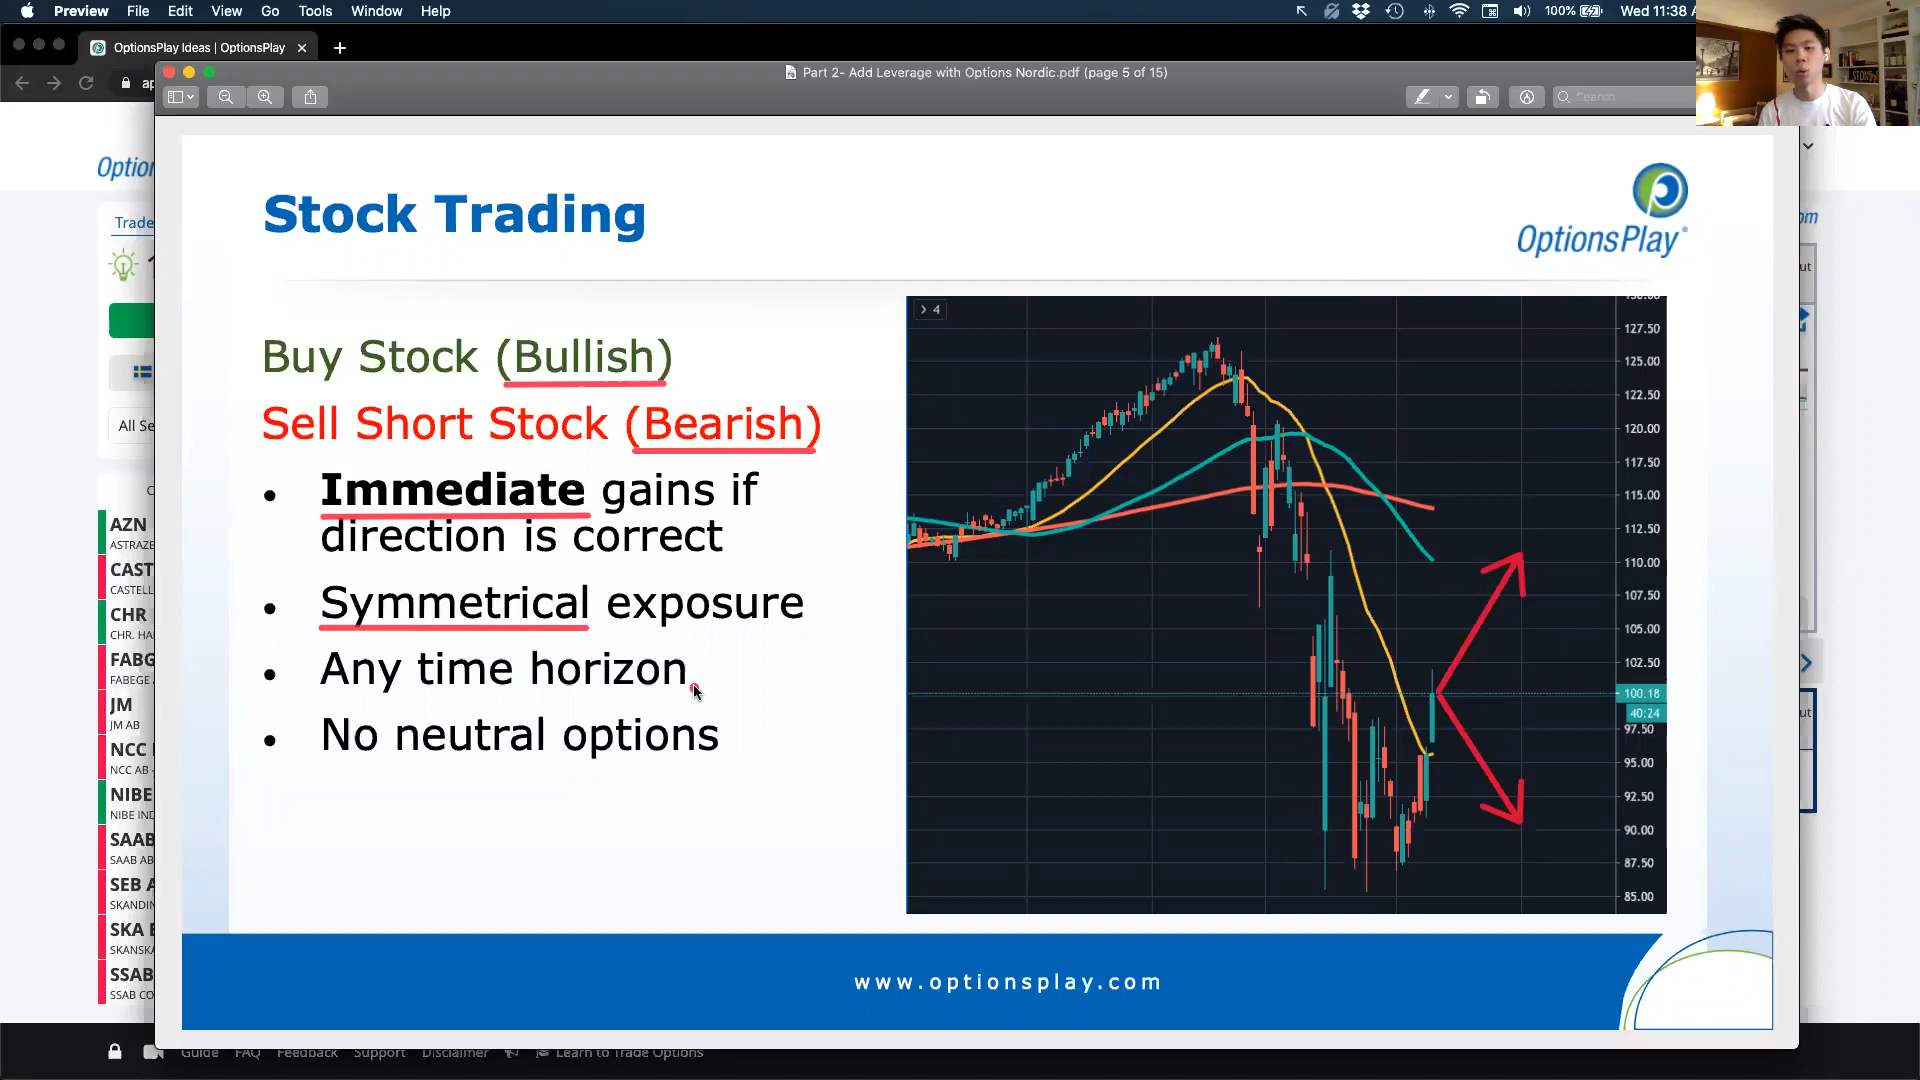 Preview File Edit View Go Tools Window Help
100% Wed 11:38
OptionsPlay Ideas | OptionsPlay
Part 2- Add Leverage with Options Nordic.pdf (page 5 of 15)
Search
Stock Trading
OptionsPlay
Buy Stock (Bullish)
Sell Short Stock (Bearish)
• Immediate gains if
direction is correct
• Symmetrical exposure
• Any time horizon
• No neutral options
4
127.50
125.00
122.50
120.00
117.50
115.00
112.50
110.00
107.50
105.00
102.50
100.18
40:24
97.50
95.00
92.50
90.00
87.50
85.00
www.optionsplay.com
Trade
All Se
AZN
ASTRAZE
CAST
CASTELL
CHR
CHR. HA
FABG
FABEGE
JM
JM AB
NCC
NCC AB
NIBE
NIBE IND
SAAB
SAAB AB
SEB A
SKANDIN
SKA
SKANSKA
SSAB
SSAB CO
Guide FAQ Feedback Support Disclaimer Learn to Trade Options